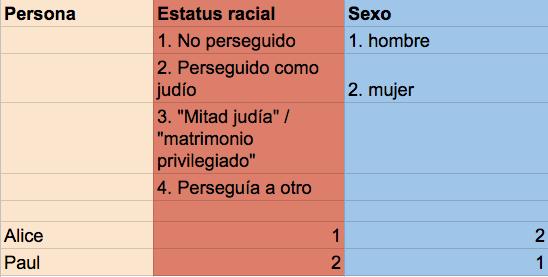 Persona Estatus racial Sexo
1. No perseguido 1. hombre
2. Perseguido como
judío 2. mujer
3. "Mitad judía" /
"matrimonio
privilegiado"
4. Perseguía a otro
Alice 1 2
Paul 2 1